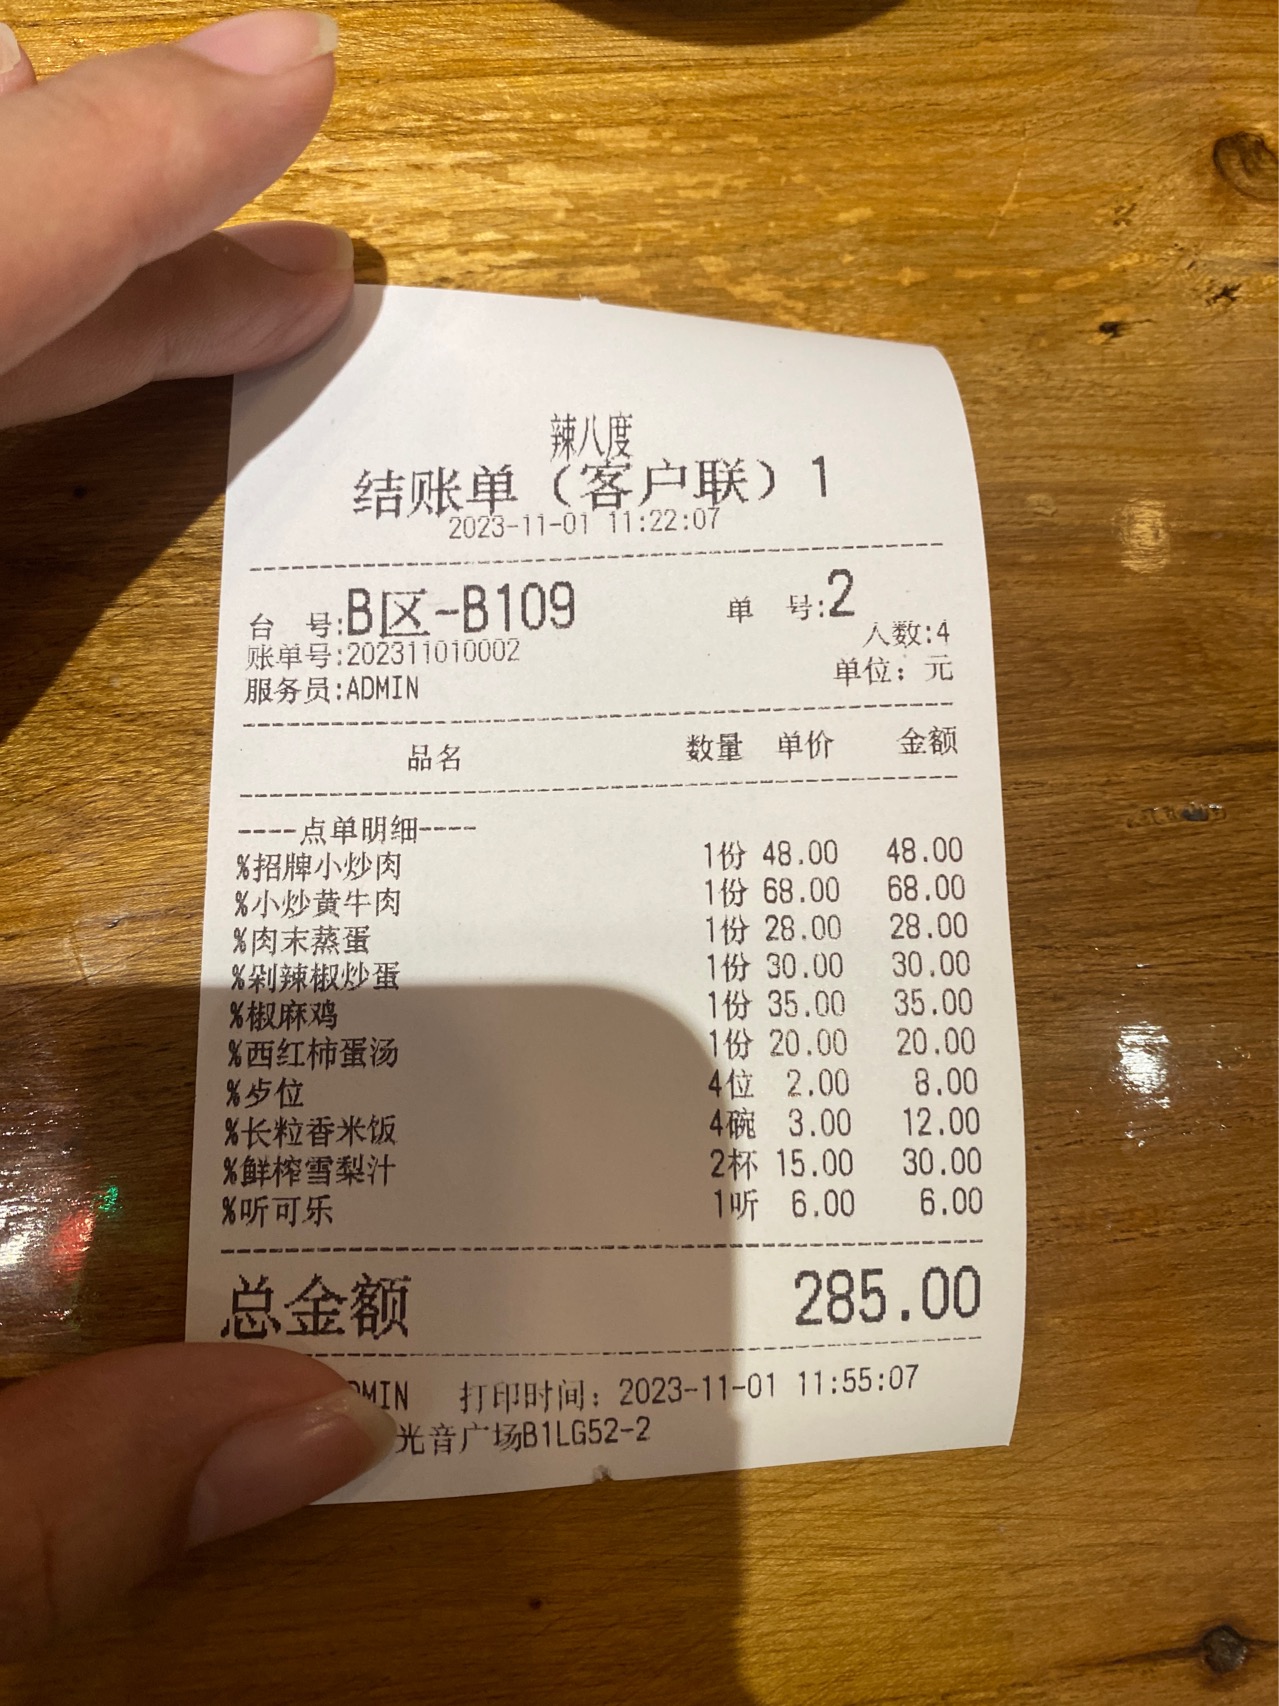 辣八度
结账单（客户联）1
2023-11-01 11:22:07
台 号:B区-B109 单 号:2
账单号:202311010002 人数:4
服务员:ADMIN 单位：元
品名 数量 单价 金额
----点单明细----
%招牌小炒肉 1份 48.00 48.00
%小炒黄牛肉 1份 68.00 68.00
%肉末蒸蛋 1份 28.00 28.00
%剁辣椒炒蛋 1份 30.00 30.00
%椒麻鸡 1份 35.00 35.00
%西红柿蛋汤 1份 20.00 20.00
%歺位 4位 2.00 8.00
%长粒香米饭 4碗 3.00 12.00
%鲜榨雪梨汁 2杯 15.00 30.00
%听可乐 1听 6.00 6.00
总金额 285.00
DMIN 打印时间：2023-11-01 11:55:07
光音广场B1LG52-2